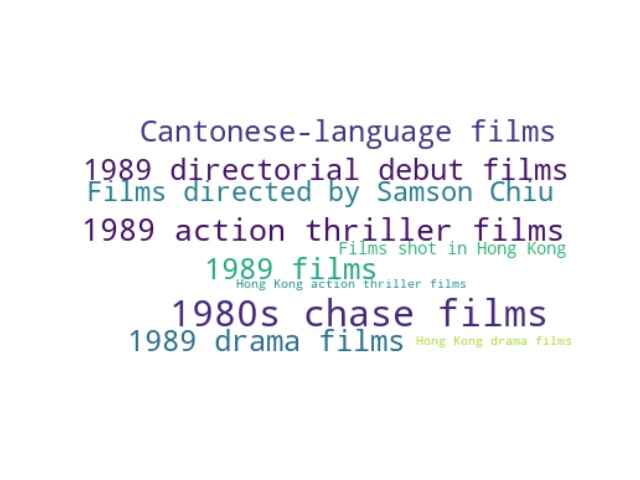 Cantonese-language films
1989 directorial debut films
Films directed by Samson Chiu
1989 action thriller films
Films shot in Hong Kong
1989 films
Hong Kong action thriller films
1980s chase films
1989 drama films
Hong Kong drama films